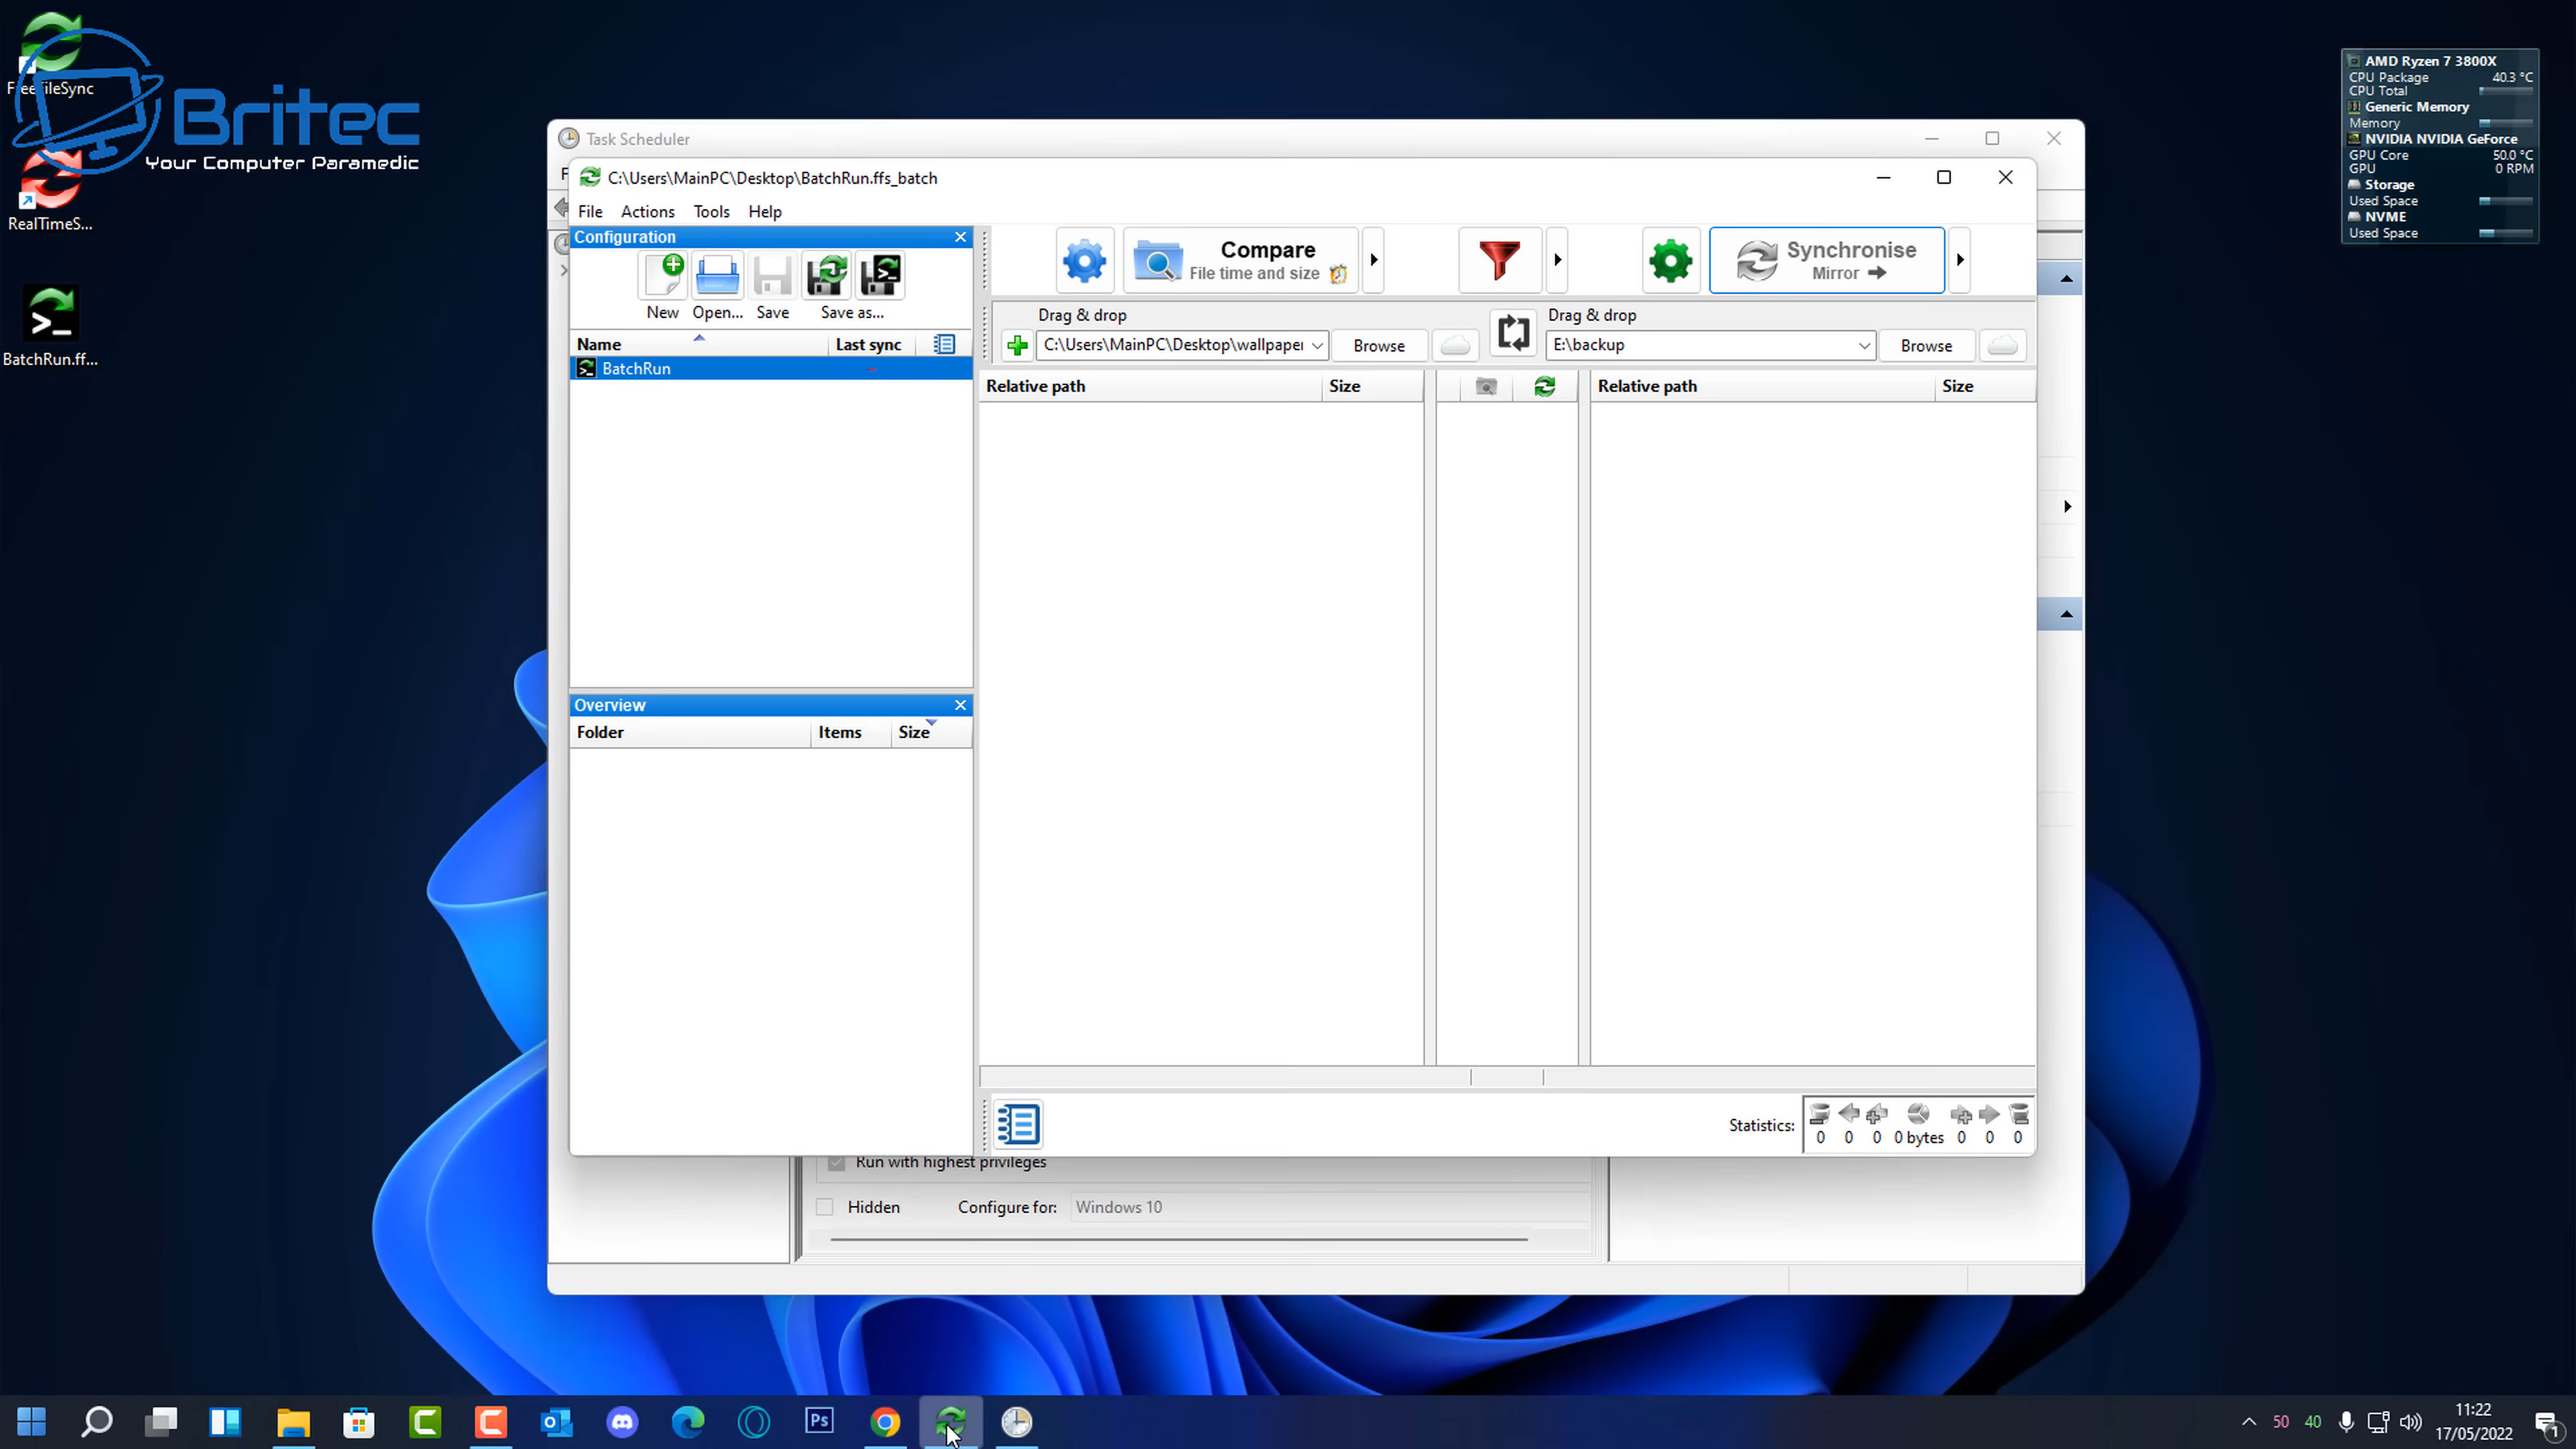 FreeFileSync
Britec
Your Computer Paramedic
RealTimeS...
BatchRun.ff...
AMD Ryzen 7 3800X
CPU Package 40.3 °C
CPU Total
Generic Memory
Memory
NVIDIA NVIDIA GeForce
GPU Core 50.0 °C
GPU 0 RPM
Storage
Used Space
NVME
Used Space
Task Scheduler
F
C:\Users\MainPC\Desktop\BatchRun.ffs_batch
File Actions Tools Help
Configuration
New Open... Save Save as...
Name Last sync
BatchRun
Overview
Folder Items Size
Compare
File time and size
Synchronise
Mirror
Drag & drop
C:\Users\MainPC\Desktop\wallpaper Browse
Drag & drop
E:\backup Browse
Relative path Size
Relative path Size
Statistics:
0 0 0 0 bytes 0 0 0
Run with highest privileges
Hidden Configure for: Windows 10
Ps
50 40
11:22
17/05/2022
1